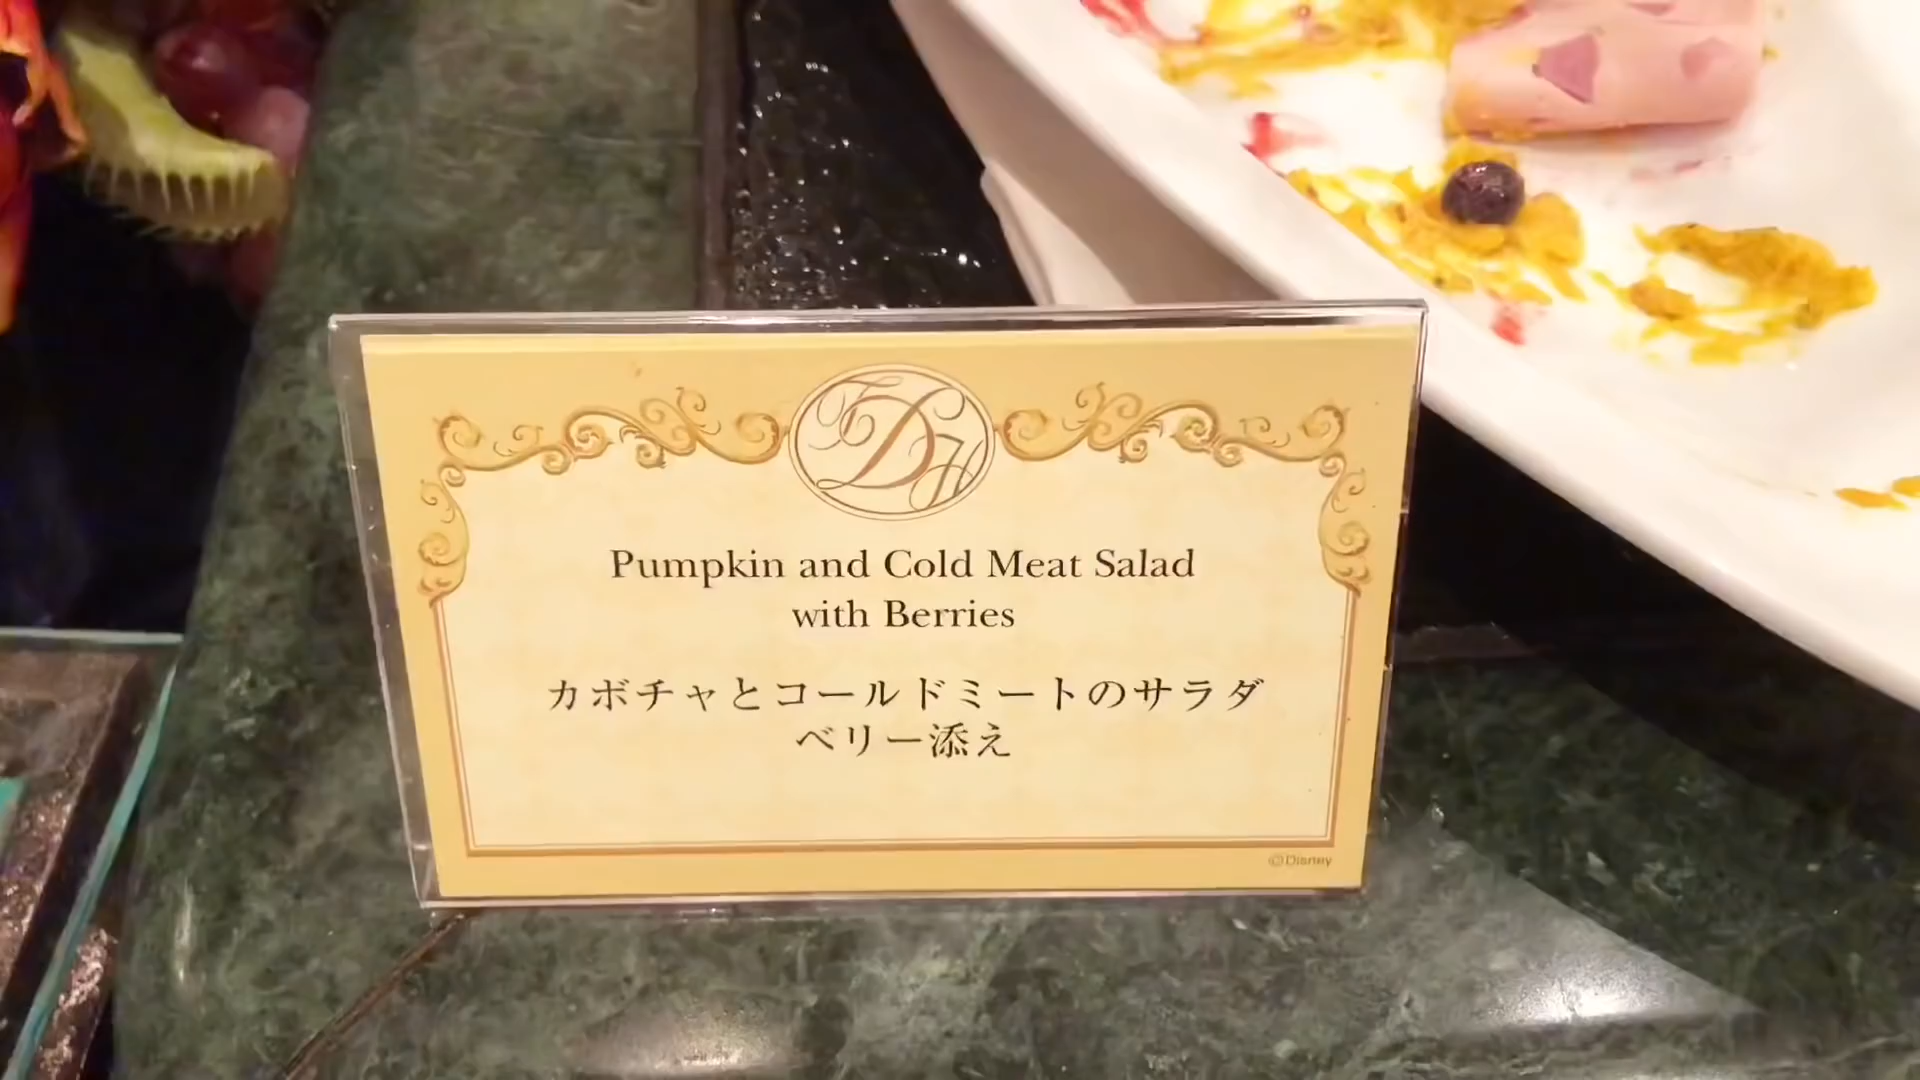 TDH
Pumpkin and Cold Meat Salad
with Berries
カボチャとコールドミートのサラダ
ベリー添え
©Disney